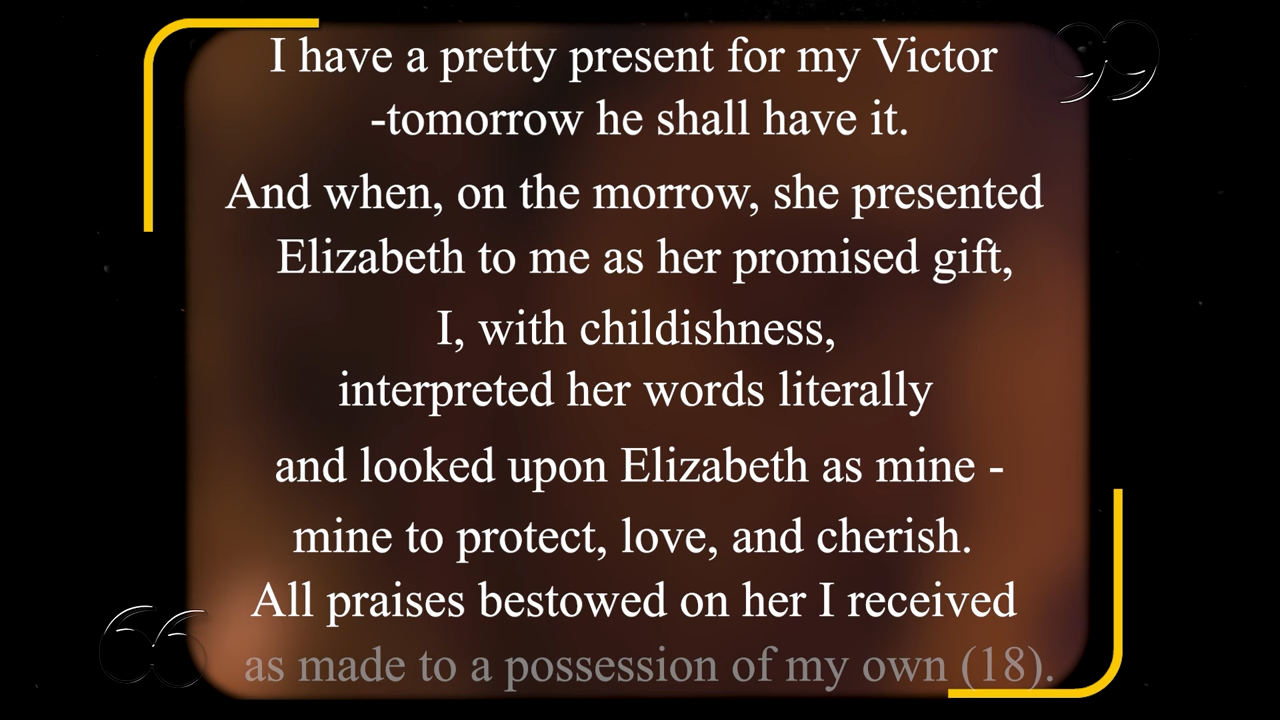 I have a pretty present for my Victor
-tomorrow he shall have it.
And when, on the morrow, she presented
Elizabeth to me as her promised gift,
I, with childishness,
interpreted her words literally
and looked upon Elizabeth as mine -
mine to protect, love, and cherish.
All praises bestowed on her I received
as made to a possession of my own (18).